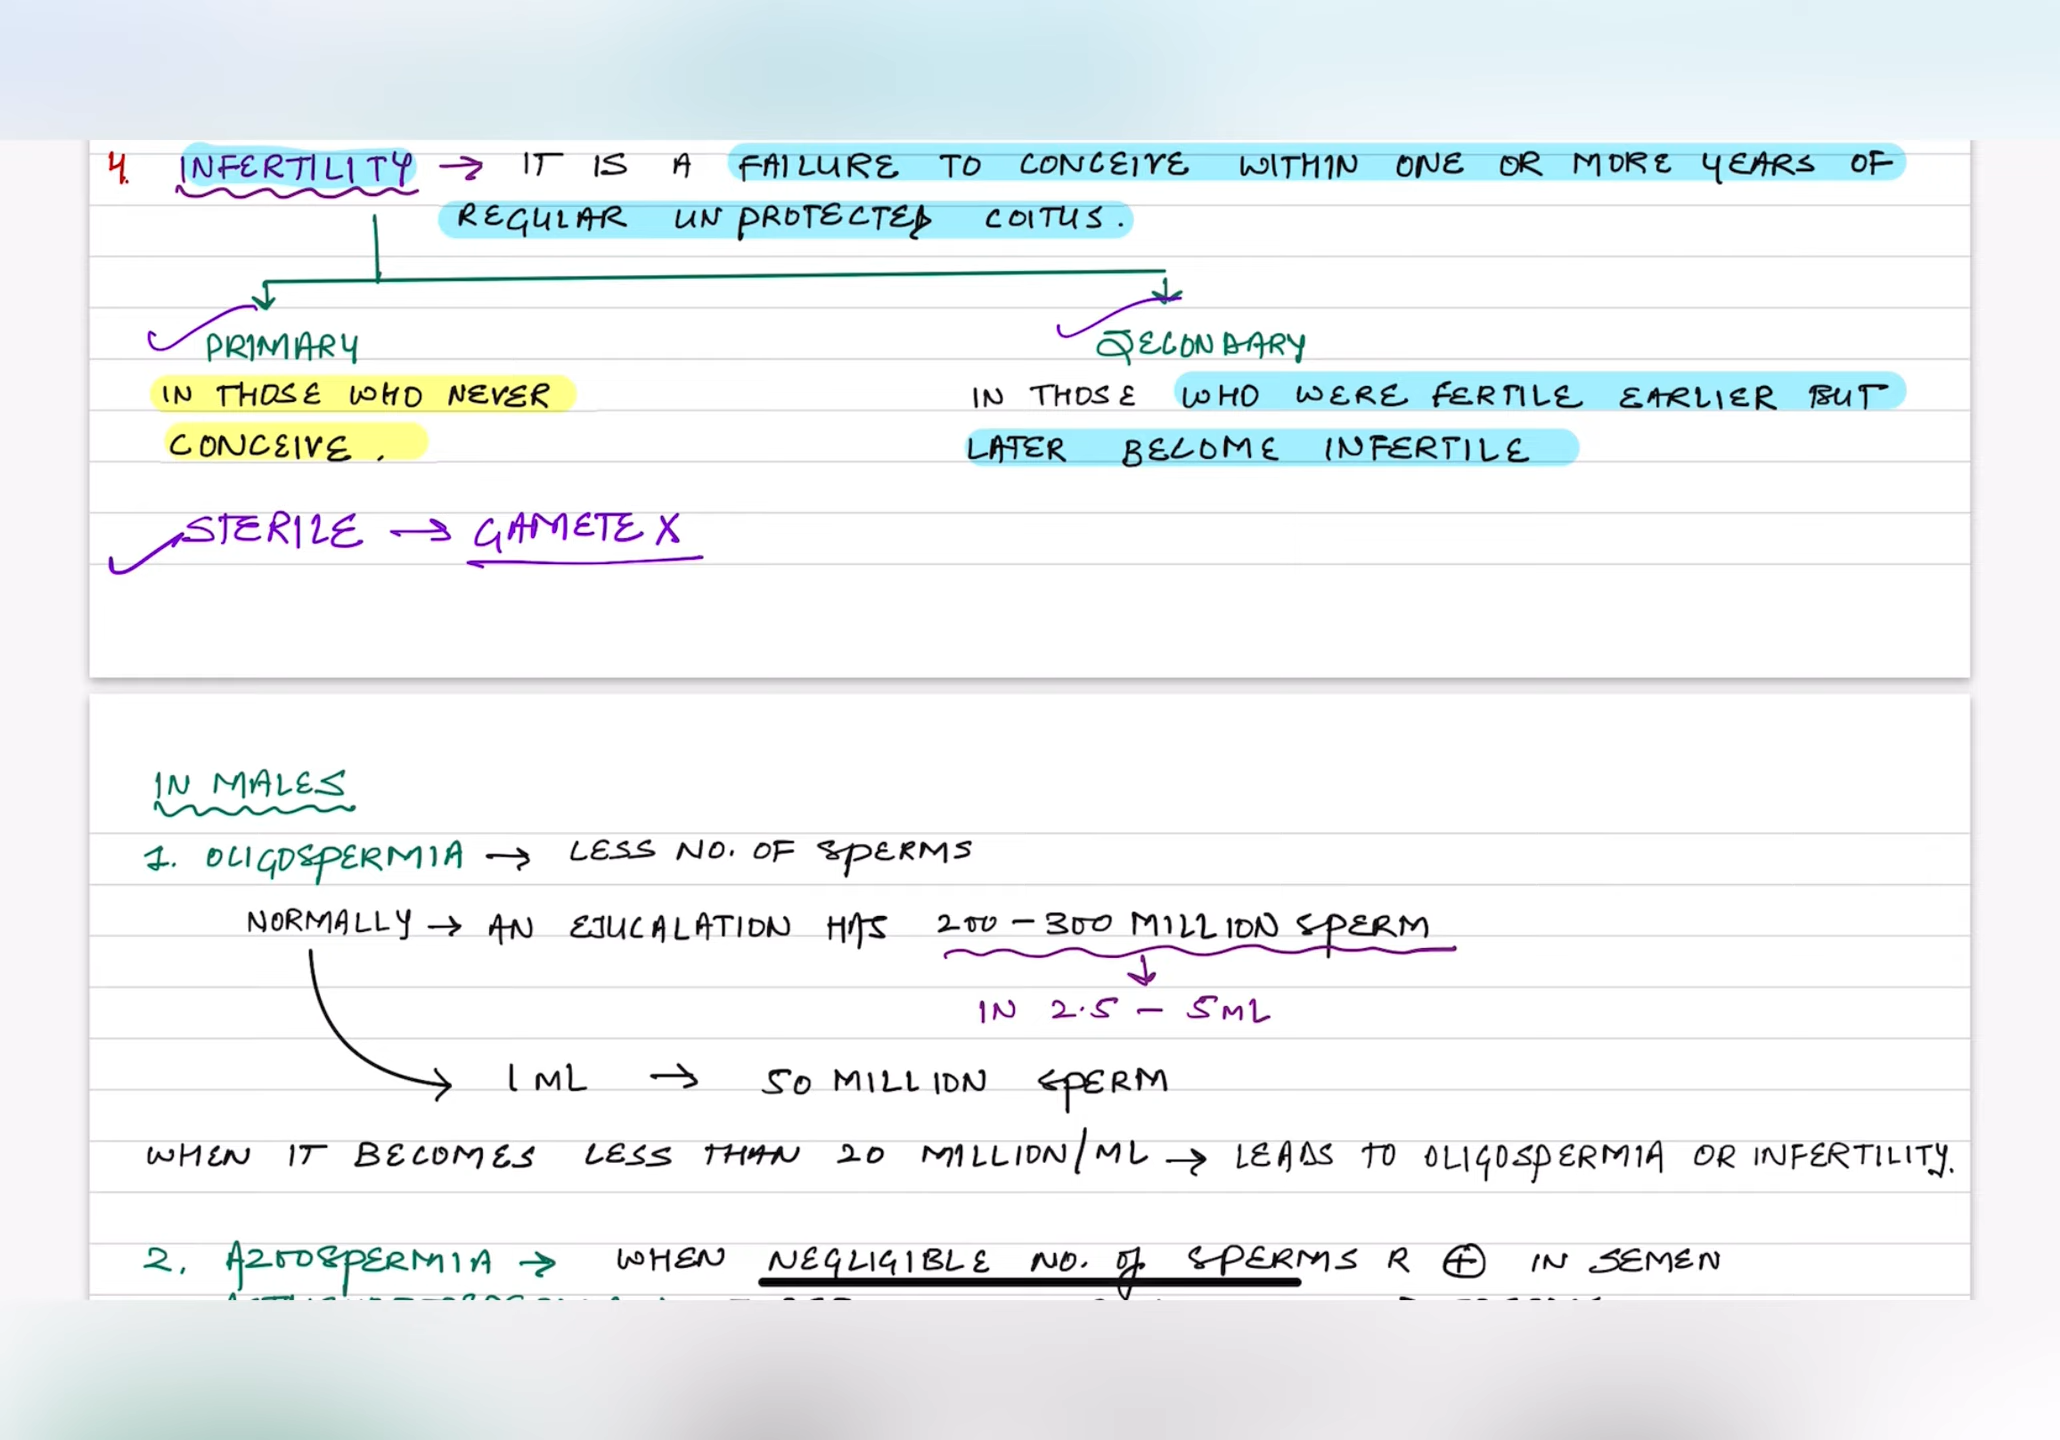 4. INFERTILITY → IT IS A FAILURE TO CONCEIVE WITHIN ONE OR MORE YEARS OF
REGULAR UNPROTECTED COITUS.
PRIMARY
IN THOSE WHO NEVER
CONCEIVE.
SECONDARY
IN THOSE WHO WERE FERTILE EARLIER BUT
LATER BECOME INFERTILE
STERILE → GAMETE X
IN MALES
1. OLIGOSPERMIA → LESS NO. OF SPERMS
NORMALLY → AN EJUCALATION HAS 200 - 300 MILLION SPERM
↓
IN 2.5 - 5 ML
1 ML → 50 MILLION SPERM
WHEN IT BECOMES LESS THAN 20 MILLION/ML → LEADS TO OLIGOSPERMIA OR INFERTILITY.
2. AZOOSPERMIA → WHEN NEGLIGIBLE NO. of SPERMS R ⊕ IN SEMEN